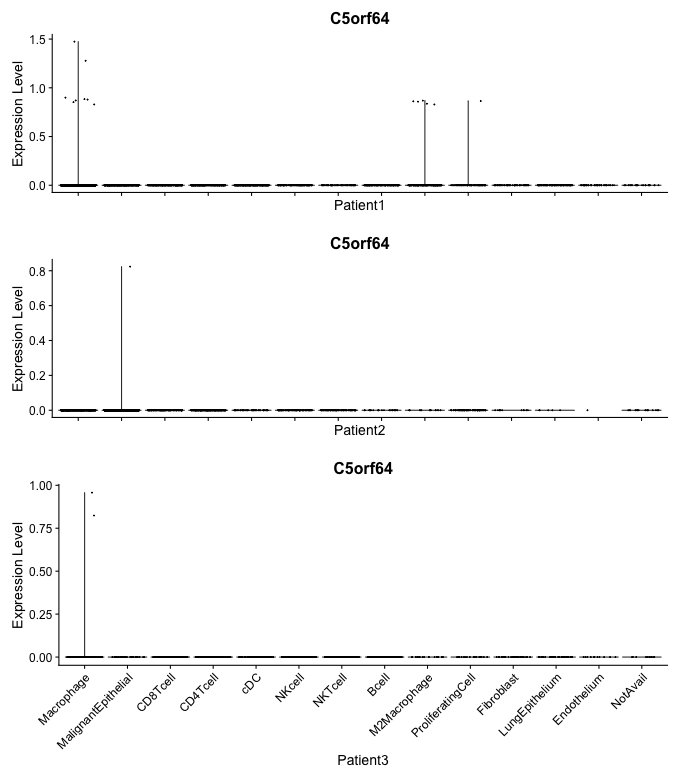 C5orf64
Expression Level
1.5
1.0
0.5
0.0
Patient1
C5orf64
Expression Level
0.8
0.6
0.4
0.2
0.0
Patient2
C5orf64
Expression Level
1.00
0.75
0.50
0.25
0.00
Macrophage
MalignantEpithelial
CD8Tcell
CD4Tcell
cDC
NKcell
NKTcell
Bcell
M2Macrophage
ProliferatingCell
Fibroblast
LungEpithelium
Endothelium
NotAvail
Patient3